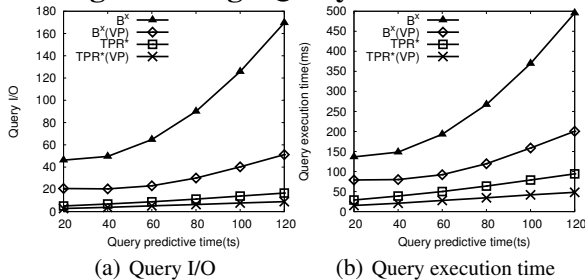 B^x
B^x(VP)
TPR*
TPR*(VP)
180
160
140
120
100
80
60
40
20
0
Query I/O
20 40 60 80 100 120
Query predictive time(ts)
(a) Query I/O
B^x
B^x(VP)
TPR*
TPR*(VP)
500
450
400
350
300
250
200
150
100
50
0
Query execution time(ms)
20 40 60 80 100 120
Query predictive time(ts)
(b) Query execution time